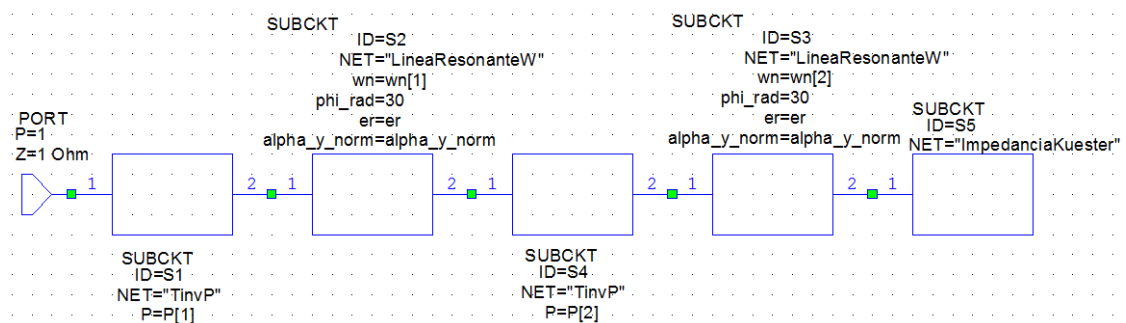 SUBCKT
ID=S2
NET="LineaResonanteW"
wn=wn[1]
phi_rad=30
er=er
alpha_y_norm=alpha_y_norm
SUBCKT
ID=S3
NET="LineaResonanteW"
wn=wn[2]
phi_rad=30
er=er
alpha_y_norm=alpha_y_norm
SUBCKT
ID=S5
NET="ImpedanciaKuester"
PORT
P=1
Z=1 Ohm
1 2 1 2 1 2 1 2 1
SUBCKT
ID=S1
NET="TinvP"
P=P[1]
SUBCKT
ID=S4
NET="TinvP"
P=P[2]